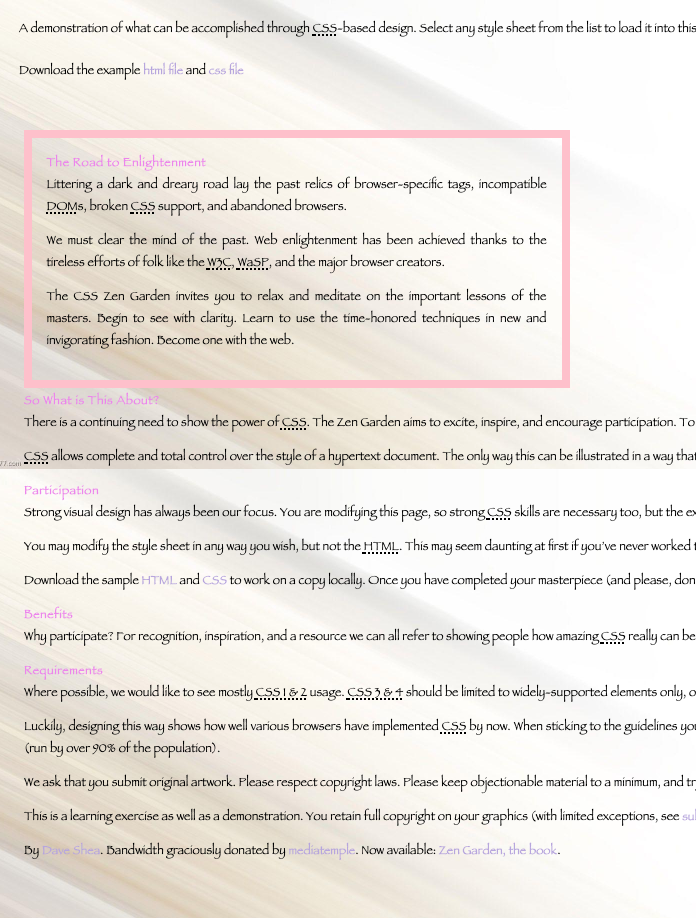 A demonstration of what can be accomplished through CSS-based design. Select any style sheet from the list to load it into this
Download the example html file and css file
The Road to Enlightenment
Littering a dark and dreary road lay the past relics of browser-specific tags, incompatible
DOMs, broken CSS support, and abandoned browsers.
We must clear the mind of the past. Web enlightenment has been achieved thanks to the
tireless efforts of folk like the W3C, WaSP, and the major browser creators.
The CSS Zen Garden invites you to relax and meditate on the important lessons of the
masters. Begin to see with clarity. Learn to use the time-honored techniques in new and
invigorating fashion. Become one with the web.
So What is This About?
There is a continuing need to show the power of CSS. The Zen Garden aims to excite, inspire, and encourage participation. To
77.com
CSS allows complete and total control over the style of a hypertext document. The only way this can be illustrated in a way that
Participation
Strong visual design has always been our focus. You are modifying this page, so strong CSS skills are necessary too, but the ex
You may modify the style sheet in any way you wish, but not the HTML. This may seem daunting at first if you've never worked t
Download the sample HTML and CSS to work on a copy locally. Once you have completed your masterpiece (and please, don
Benefits
Why participate? For recognition, inspiration, and a resource we can all refer to showing people how amazing CSS really can be
Requirements
Where possible, we would like to see mostly CSS 1 & 2 usage. CSS 3 & 4 should be limited to widely-supported elements only, o
Luckily, designing this way shows how well various browsers have implemented CSS by now. When sticking to the guidelines you
(run by over 90% of the population).
We ask that you submit original artwork. Please respect copyright laws. Please keep objectionable material to a minimum, and try
This is a learning exercise as well as a demonstration. You retain full copyright on your graphics (with limited exceptions, see sul
By Dave Shea. Bandwidth graciously donated by mediatemple. Now available: Zen Garden, the book.